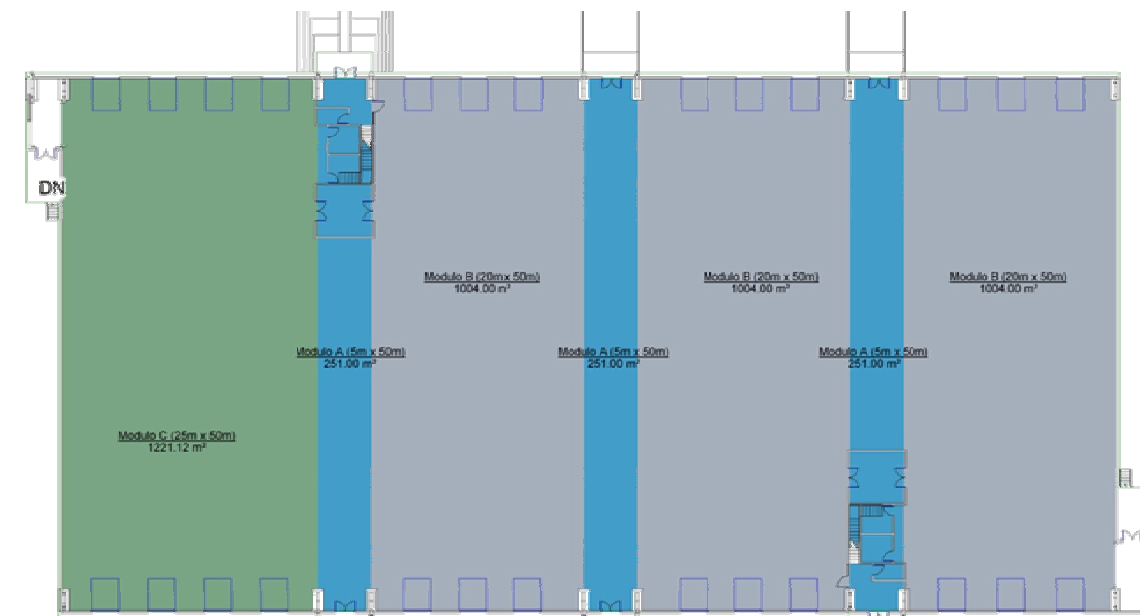 DN
Modulo B (20m x 50m)
1004.00 m²
Modulo B (20m x 50m)
1004.00 m²
Modulo B (20m x 50m)
1004.00 m²
Modulo A (5m x 50m)
251.00 m²
Modulo A (5m x 50m)
251.00 m²
Modulo A (5m x 50m)
251.00 m²
Modulo C (25m x 50m)
1221.12 m²